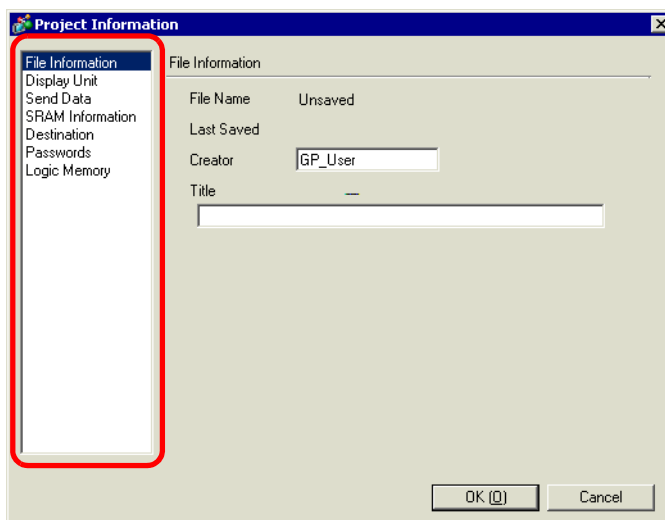 Project Information
File Information
Display Unit
Send Data
SRAM Information
Destination
Passwords
Logic Memory
File Information
File Name Unsaved
Last Saved
Creator GP_User
Title
OK (O) Cancel